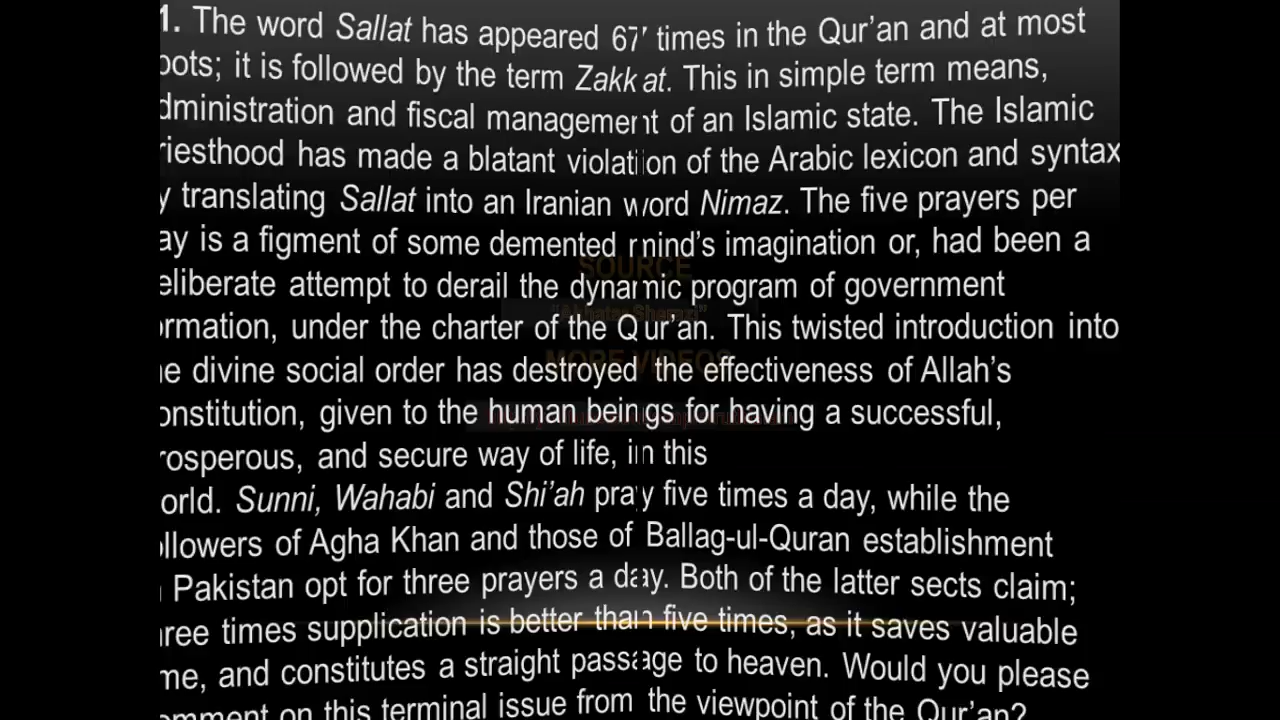 1. The word Sallat has appeared 67 times in the Qur'an and at most
oots; it is followed by the term Zakkat. This in simple term means,
dministration and fiscal management of an Islamic state. The Islamic
riesthood has made a blatant violation of the Arabic lexicon and syntax
y translating Sallat into an Iranian word Nimaz. The five prayers per
ay is a figment of some demented mind's imagination or, had been a
SOURCE
eliberate attempt to derail the dynamic program of government
ormation, under the charter of the Qur'an. This twisted introduction into
MORE VIDEOS
he divine social order has destroyed the effectiveness of Allah's
onstitution, given to the human beings for having a successful,
rosperous, and secure way of life, in this
orld. Sunni, Wahabi and Shi'ah pray five times a day, while the
ollowers of Agha Khan and those of Ballag-ul-Quran establishment
Pakistan opt for three prayers a day. Both of the latter sects claim;
hree times supplication is better than five times, as it saves valuable
me, and constitutes a straight passage to heaven. Would you please
omment on this terminal issue from the viewpoint of the Qur'an?